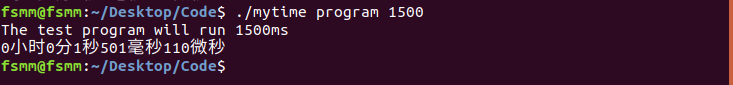 fsmm@fsmm:~/Desktop/Code$ ./mytime program 1500
The test program will run 1500ms
0小时0分1秒501毫秒110微秒
fsmm@fsmm:~/Desktop/Code$